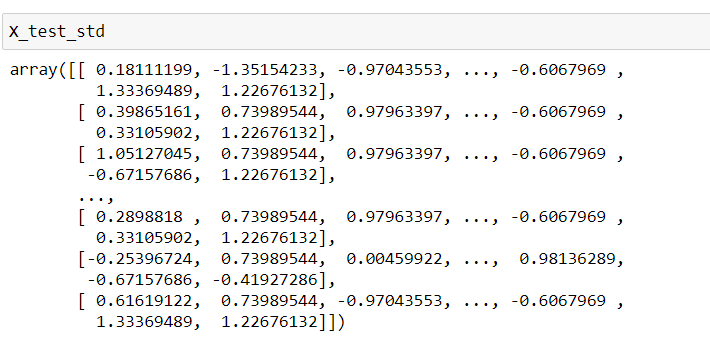 X_test_std
array([[ 0.18111199, -1.35154233, -0.97043553, ..., -0.6067969 ,
         1.33369489,  1.22676132],
       [ 0.39865161,  0.73989544,  0.97963397, ..., -0.6067969 ,
         0.33105902,  1.22676132],
       [ 1.05127045,  0.73989544,  0.97963397, ..., -0.6067969 ,
        -0.67157686,  1.22676132],
       ...,
       [ 0.2898818 ,  0.73989544,  0.97963397, ..., -0.6067969 ,
         0.33105902,  1.22676132],
       [-0.25396724,  0.73989544,  0.00459922, ...,  0.98136289,
        -0.67157686, -0.41927286],
       [ 0.61619122,  0.73989544, -0.97043553, ..., -0.6067969 ,
         1.33369489,  1.22676132]])